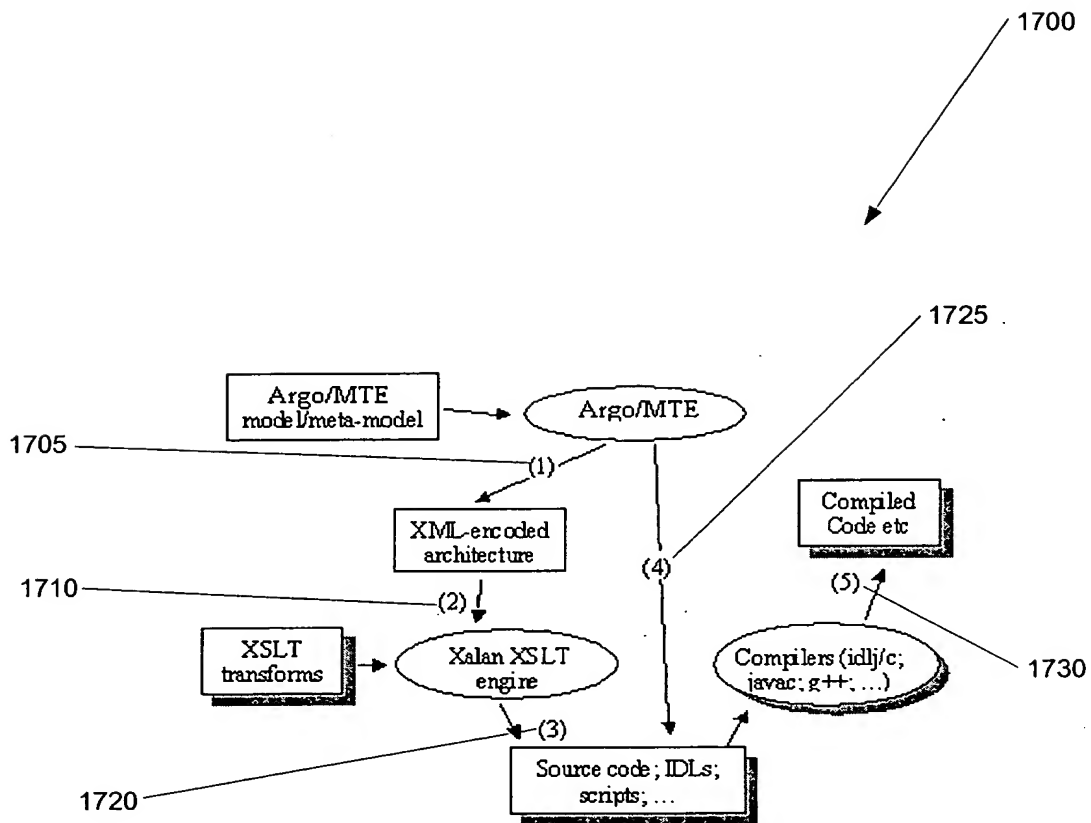 1700
1725
Argo/MTE
model/meta-model
Argo/MTE
1705
(1)
Compiled
Code etc
XML-encoded
architecture
(4)
(5)
1710
(2)
XSLT
transforms
Xalan XSLT
engine
Compilers (idlj/c;
javac; g++; ...)
1730
(3)
Source code; IDLs;
scripts; ...
1720